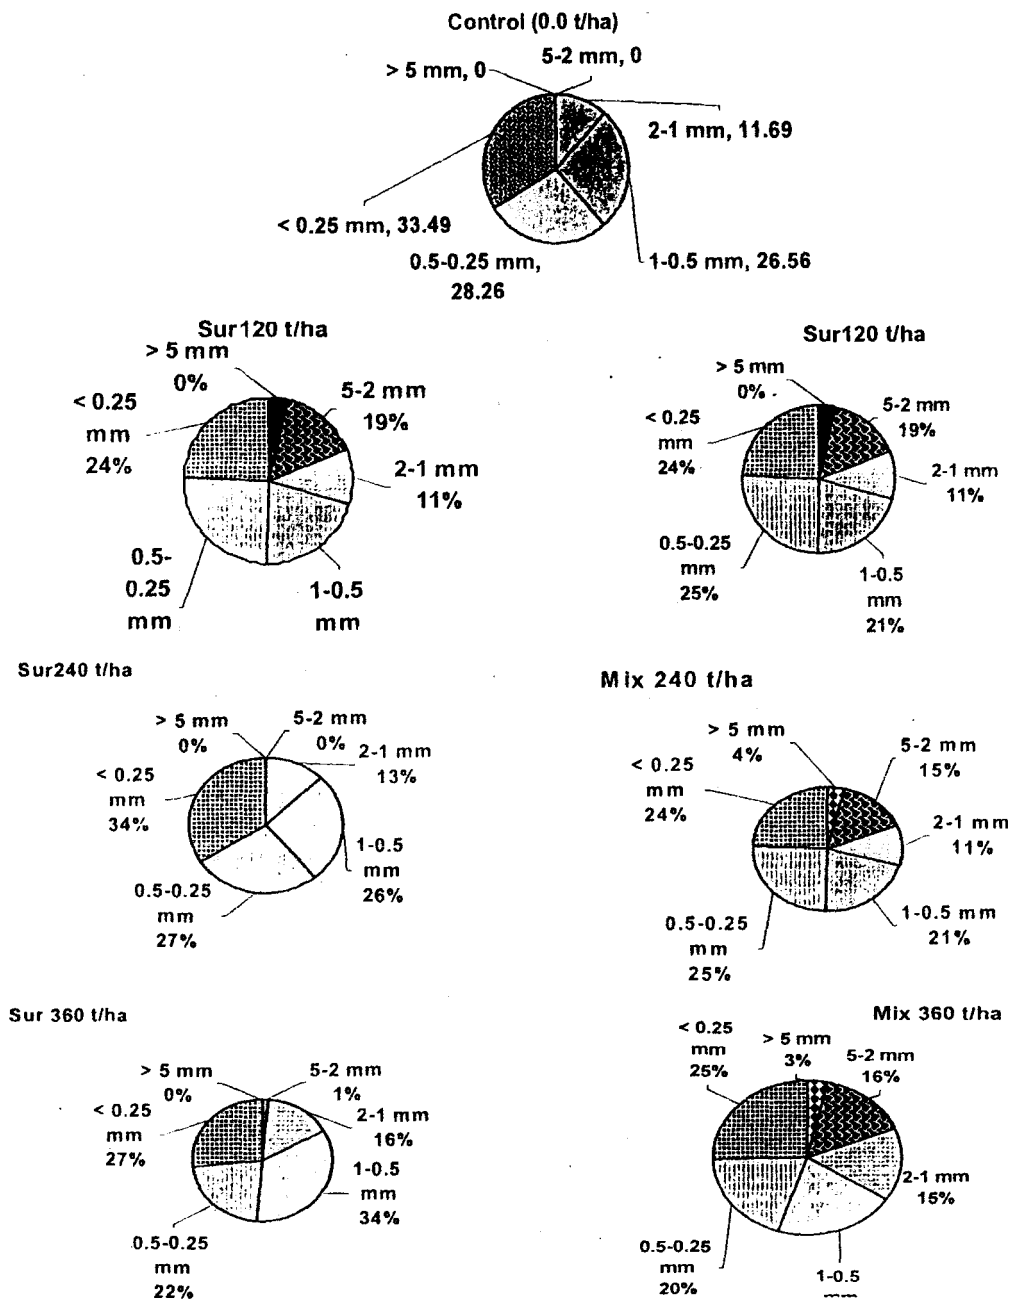 Control (0.0 t/ha)
5-2 mm, 0
> 5 mm, 0
2-1 mm, 11.69
< 0.25 mm, 33.49
0.5-0.25 mm,
28.26
1-0.5 mm, 26.56
Sur120 t/ha
> 5 mm
0%
5-2 mm
19%
< 0.25
mm
24%
2-1 mm
11%
0.5-
0.25
mm
1-0.5
mm
Sur120 t/ha
> 5 mm
0%
5-2 mm
19%
< 0.25
mm
24%
2-1 mm
11%
0.5-0.25
mm
25%
1-0.5
mm
21%
Sur240 t/ha
> 5 mm
0%
5-2 mm
0%
2-1 mm
13%
< 0.25
mm
34%
1-0.5
mm
26%
0.5-0.25
mm
27%
Mix 240 t/ha
> 5 mm
4%
5-2 mm
15%
< 0.25
mm
24%
2-1 mm
11%
1-0.5 mm
21%
0.5-0.25
mm
25%
Sur 360 t/ha
> 5 mm
0%
5-2 mm
1%
2-1 mm
16%
< 0.25
mm
27%
1-0.5
mm
34%
0.5-0.25
mm
22%
Mix 360 t/ha
< 0.25
mm
25%
> 5 mm
3%
5-2 mm
16%
2-1 mm
15%
0.5-0.25
mm
20%
1-0.5